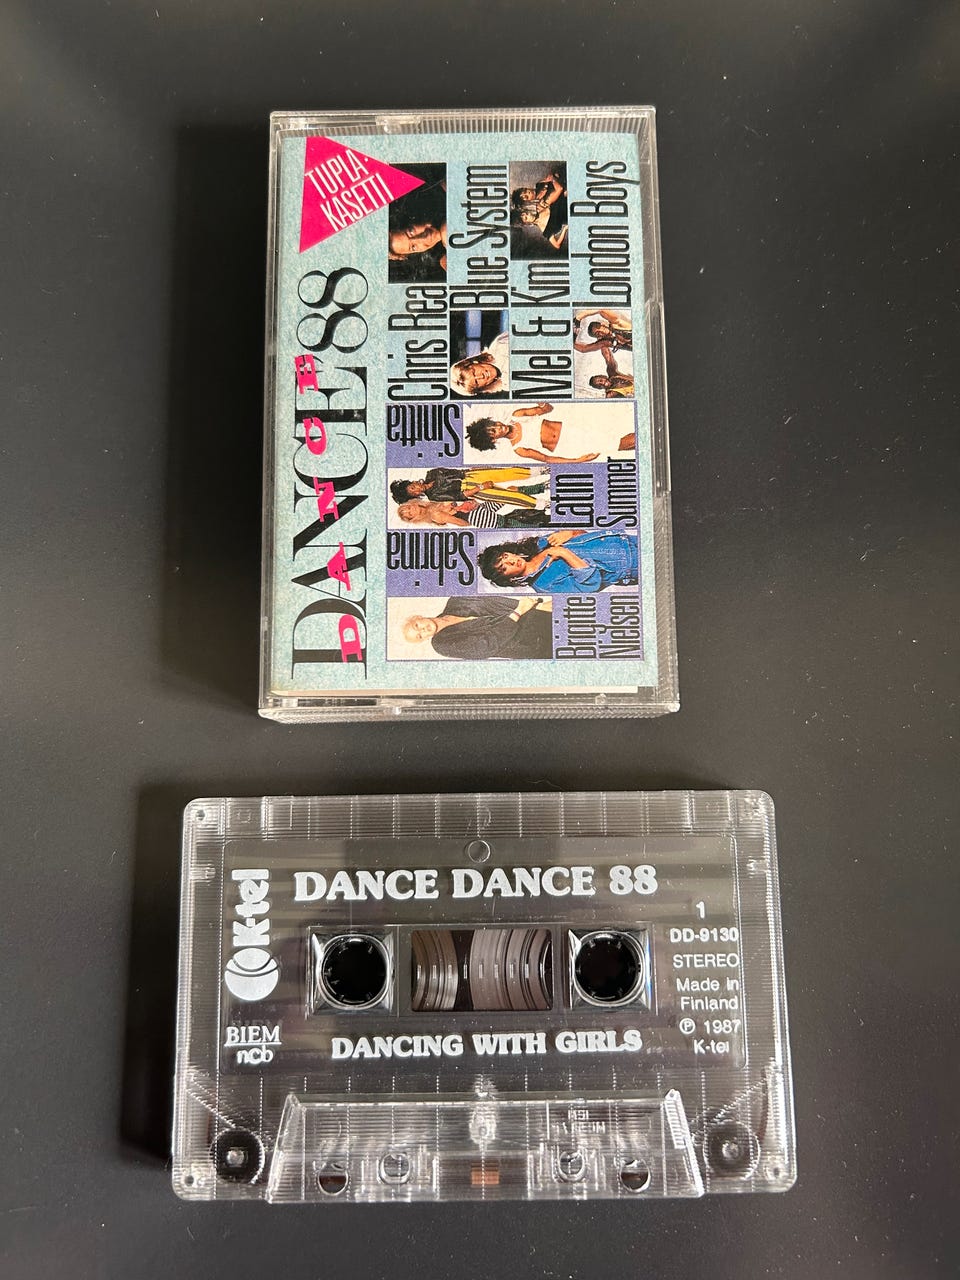 TUPLA-
KASETTI
DANCE 88
DANCE
Chris Rea
Blue System
Mel & Kim
London Boys
Sinitta
Latin
Summer
Sabrina
Brigitte
Nielsen
K-tel
DANCE DANCE 88
1
DD-9130
STEREO
Made in
Finland
℗ 1987
K-tel
BIEM
ncb
DANCING WITH GIRLS